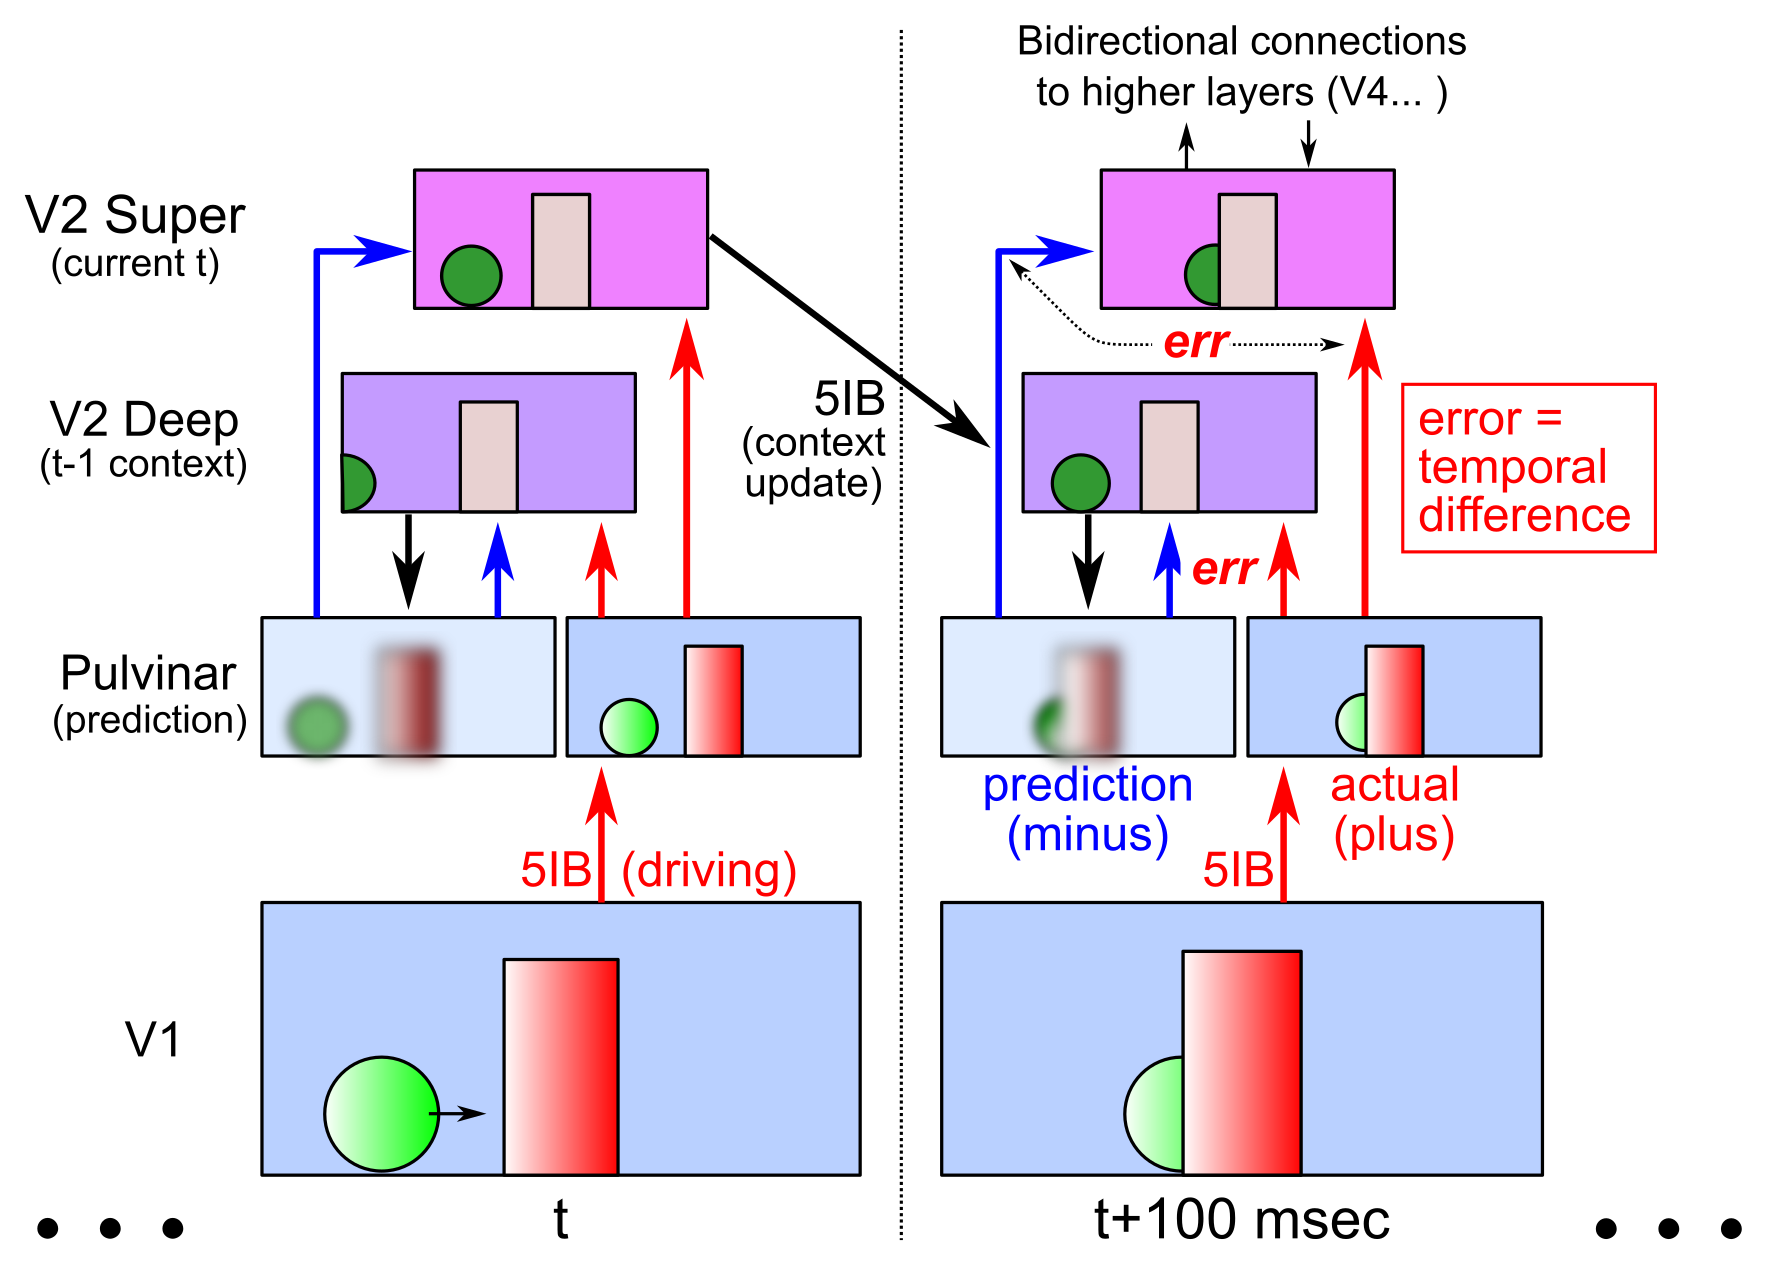 Bidirectional connections
to higher layers (V4... )
V2 Super
(current t)
err
V2 Deep
(t-1 context)
5IB
(context
update)
error =
temporal
difference
err
Pulvinar
(prediction)
prediction
(minus)
actual
(plus)
5IB (driving)
5IB
V1
t
t+100 msec